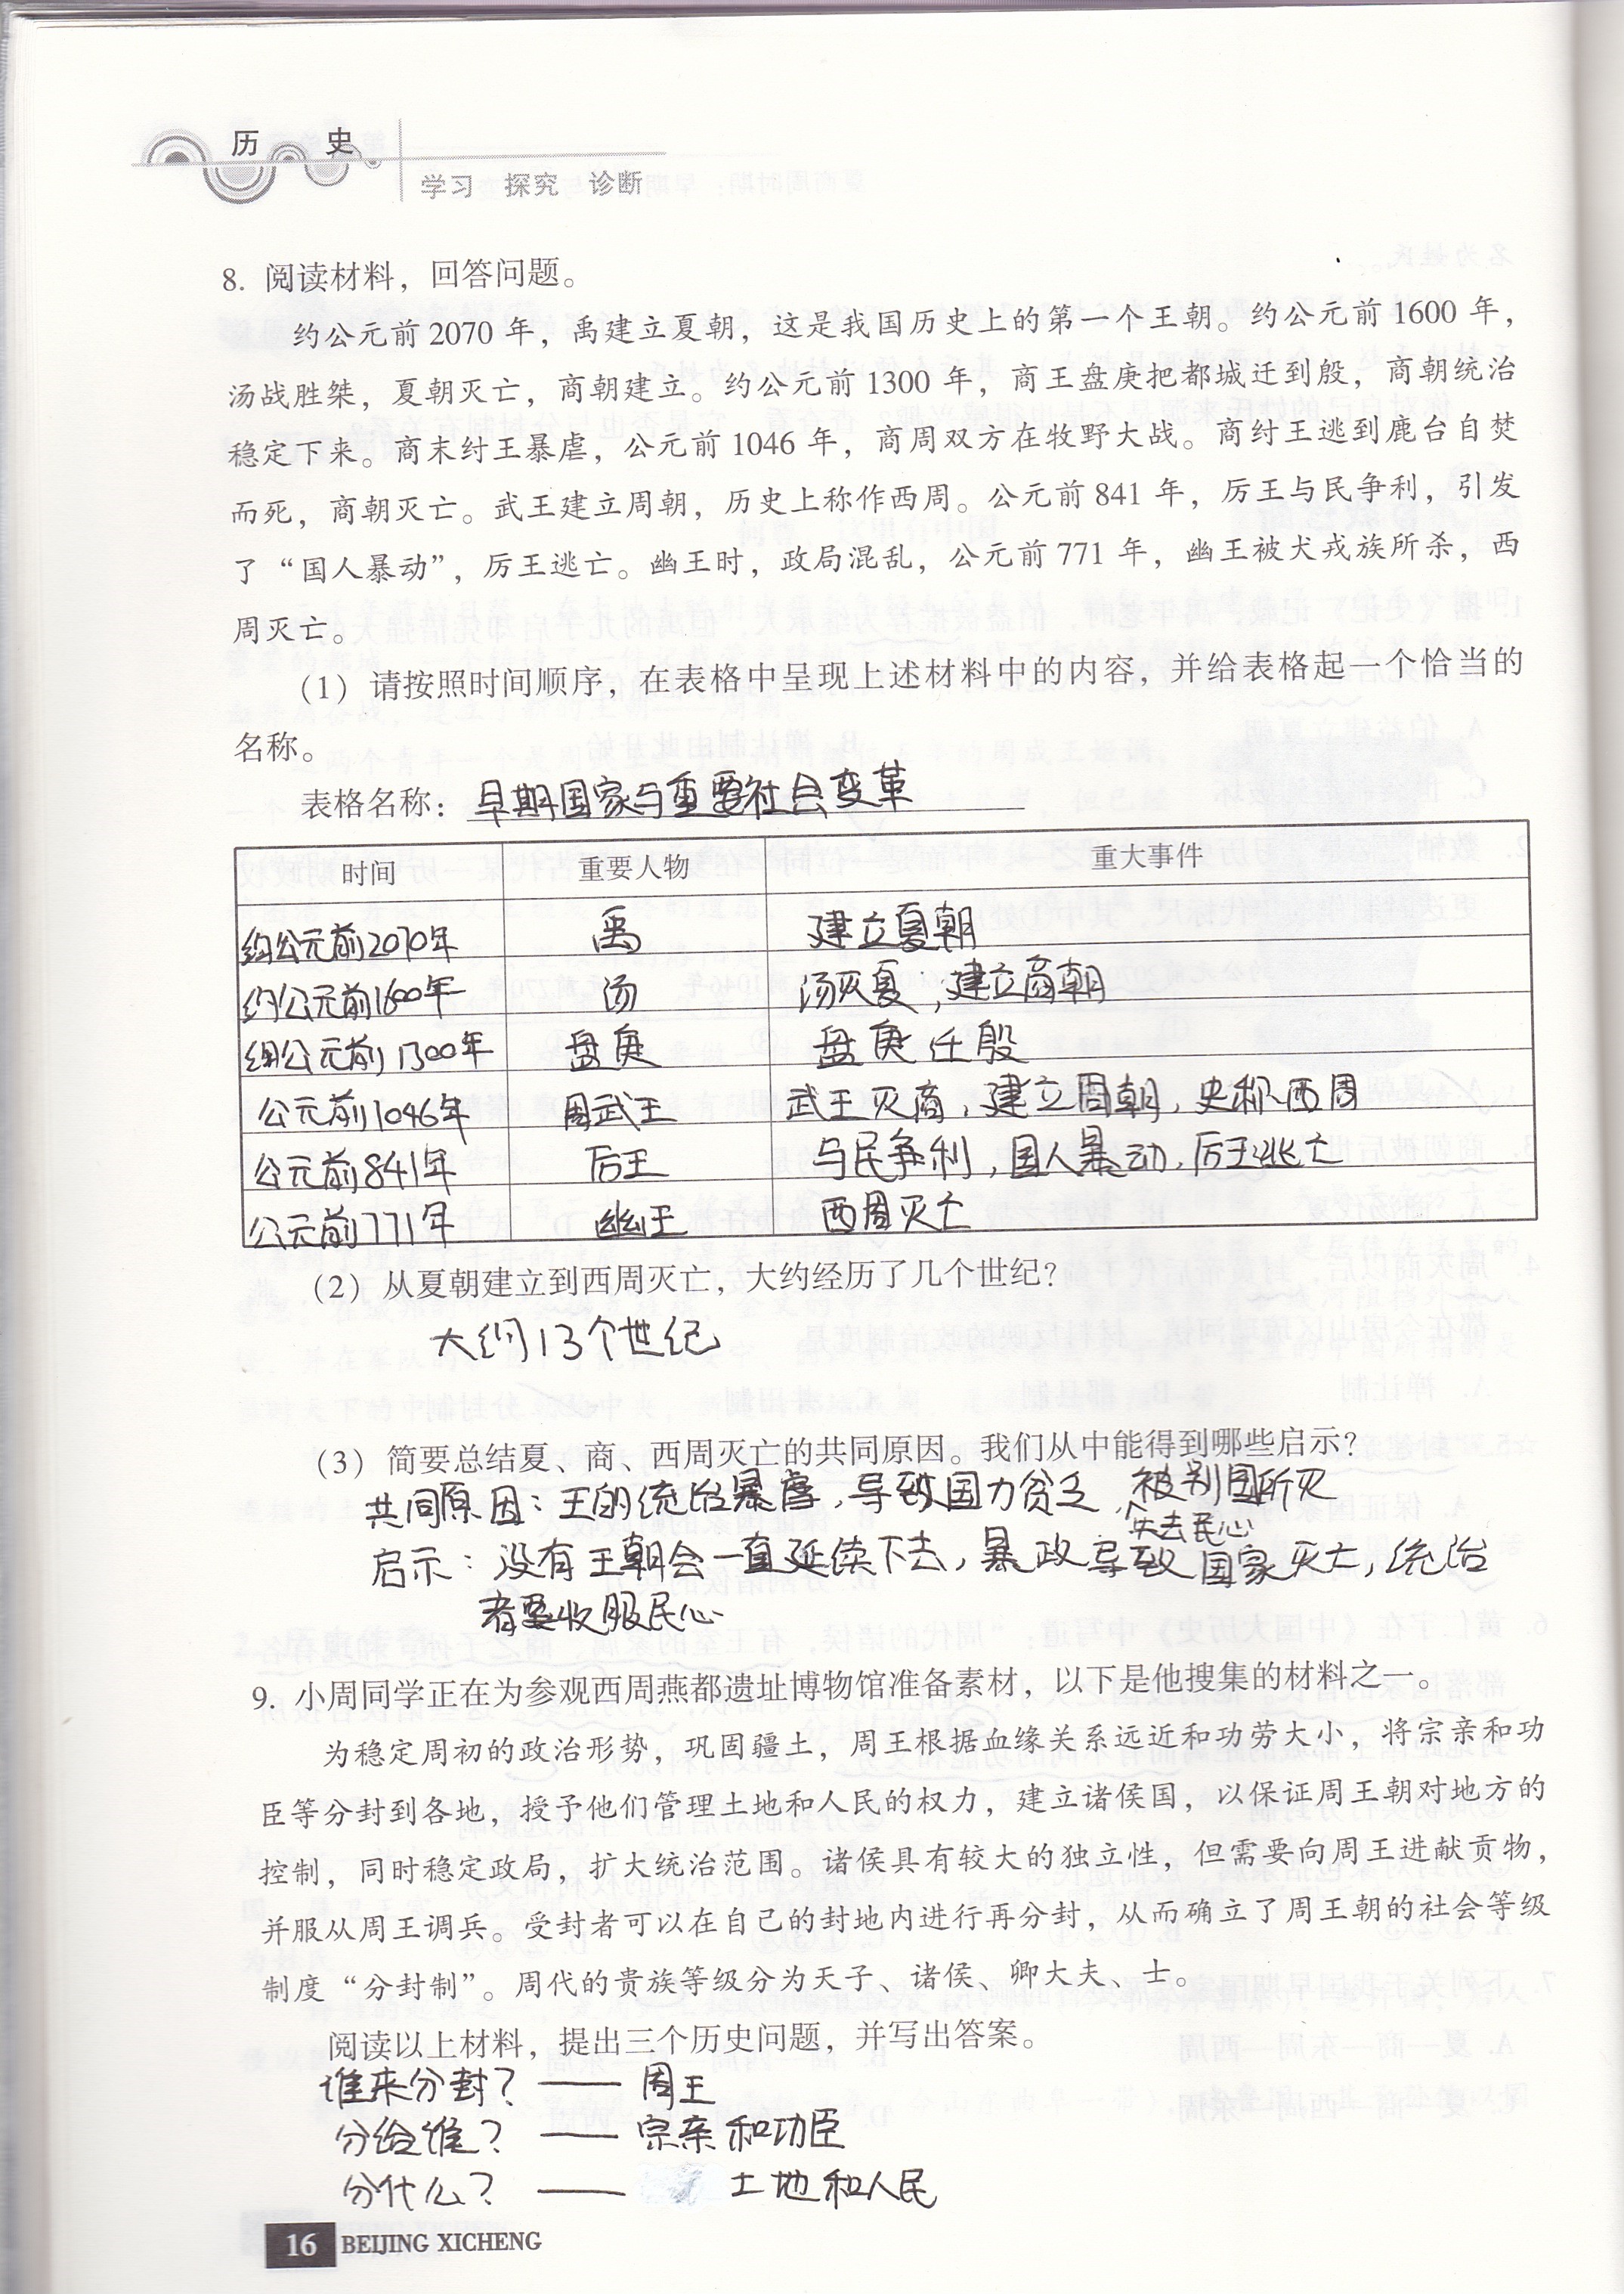 历 史
学习 探究 诊断
8. 阅读材料，回答问题。
约公元前 2070 年，禹建立夏朝，这是我国历史上的第一个王朝。约公元前 1600 年，
汤战胜桀，夏朝灭亡，商朝建立。约公元前 1300 年，商王盘庚把都城迁到殷，商朝统治
稳定下来。商末纣王暴虐，公元前 1046 年，商周双方在牧野大战。商纣王逃到鹿台自焚
而死，商朝灭亡。武王建立周朝，历史上称作西周。公元前 841 年，厉王与民争利，引发
了“国人暴动”，厉王逃亡。幽王时，政局混乱，公元前 771 年，幽王被犬戎族所杀，西
周灭亡。
（1）请按照时间顺序，在表格中呈现上述材料中的内容，并给表格起一个恰当的
名称。
表格名称：早期国家与重要社会变革
时间 重要人物 重大事件
约公元前2070年 禹 建立夏朝
约公元前1600年 汤 汤灭夏，建立商朝
约公元前1300年 盘庚 盘庚迁殷
公元前1046年 周武王 武王灭商，建立周朝，史称西周
公元前841年 厉王 与民争利，国人暴动，厉王逃亡
公元前771年 幽王 西周灭亡
（2）从夏朝建立到西周灭亡，大约经历了几个世纪？
大约13个世纪
（3）简要总结夏、商、西周灭亡的共同原因。我们从中能得到哪些启示？
共同原因：王的统治暴虐，导致国力贫乏，被别国所灭
失去民心
启示：没有王朝会一直延续下去，暴政导致国家灭亡，统治
者要收服民心
9. 小周同学正在为参观西周燕都遗址博物馆准备素材，以下是他搜集的材料之一。
为稳定周初的政治形势，巩固疆土，周王根据血缘关系远近和功劳大小，将宗亲和功
臣等分封到各地，授予他们管理土地和人民的权力，建立诸侯国，以保证周王朝对地方的
控制，同时稳定政局，扩大统治范围。诸侯具有较大的独立性，但需要向周王进献贡物，
并服从周王调兵。受封者可以在自己的封地内进行再分封，从而确立了周王朝的社会等级
制度“分封制”。周代的贵族等级分为天子、诸侯、卿大夫、士。
阅读以上材料，提出三个历史问题，并写出答案。
谁来分封？—— 周王
分给谁？—— 宗亲和功臣
分什么？—— 土地和人民
16 BEIJING XICHENG